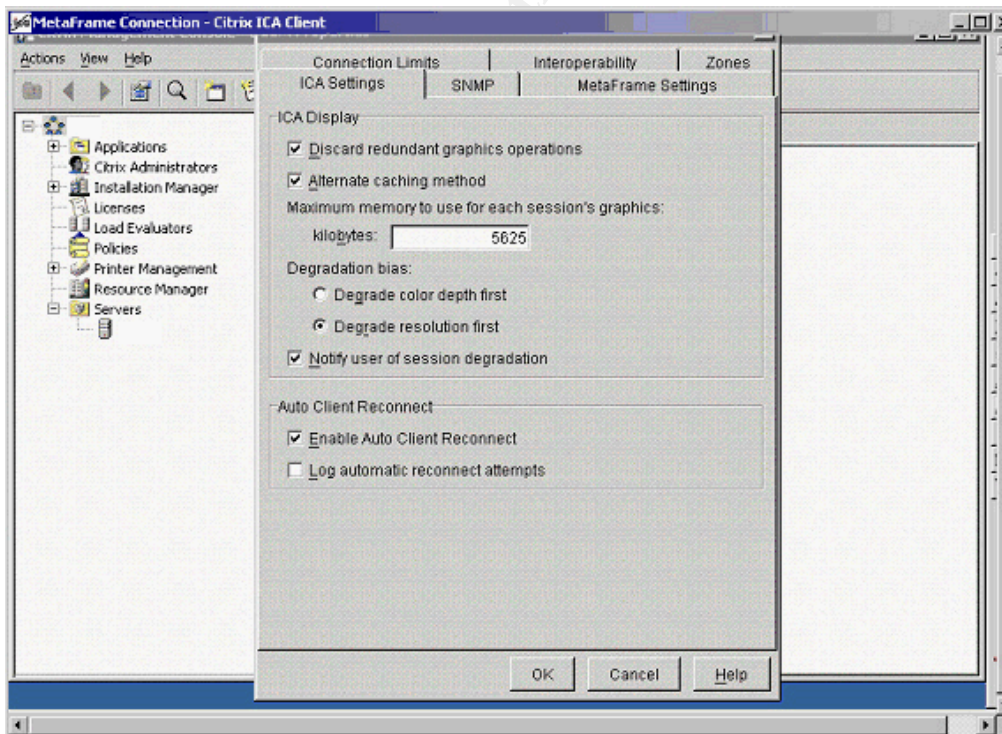 MetaFrame Connection - Citrix ICA Client
Actions View Help
Applications
Citrix Administrators
Installation Manager
Licenses
Load Evaluators
Policies
Printer Management
Resource Manager
Servers
Connection Limits Interoperability Zones
ICA Settings SNMP MetaFrame Settings
ICA Display
Discard redundant graphics operations
Alternate caching method
Maximum memory to use for each session's graphics:
kilobytes: 5625
Degradation bias:
Degrade color depth first
Degrade resolution first
Notify user of session degradation
Auto Client Reconnect
Enable Auto Client Reconnect
Log automatic reconnect attempts
OK Cancel Help